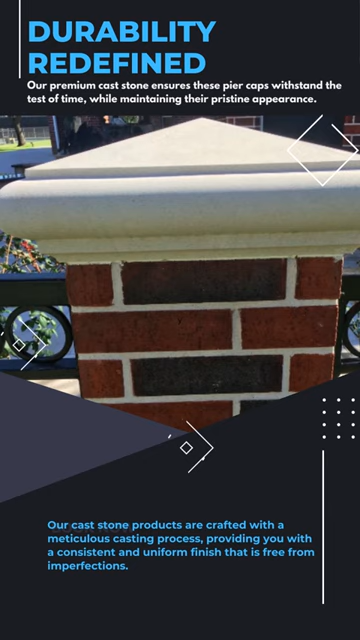 DURABILITY
REDEFINED
Our premium cast stone ensures these pier caps withstand the
test of time, while maintaining their pristine appearance.
Our cast stone products are crafted with a
meticulous casting process, providing you with
a consistent and uniform finish that is free from
imperfections.